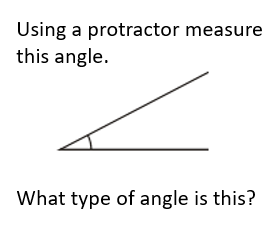 Using a protractor measure
this angle.
What type of angle is this?